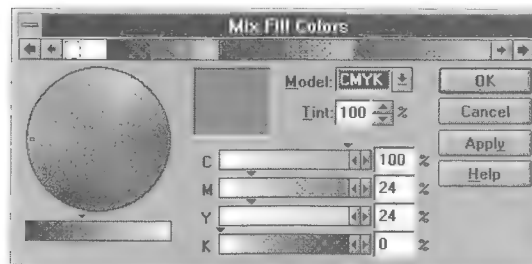 Mix Fill Colors
Model: CMYK
Tint: 100 %
OK
Cancel
Apply
Help
C 100 %
M 24 %
Y 24 %
K 0 %